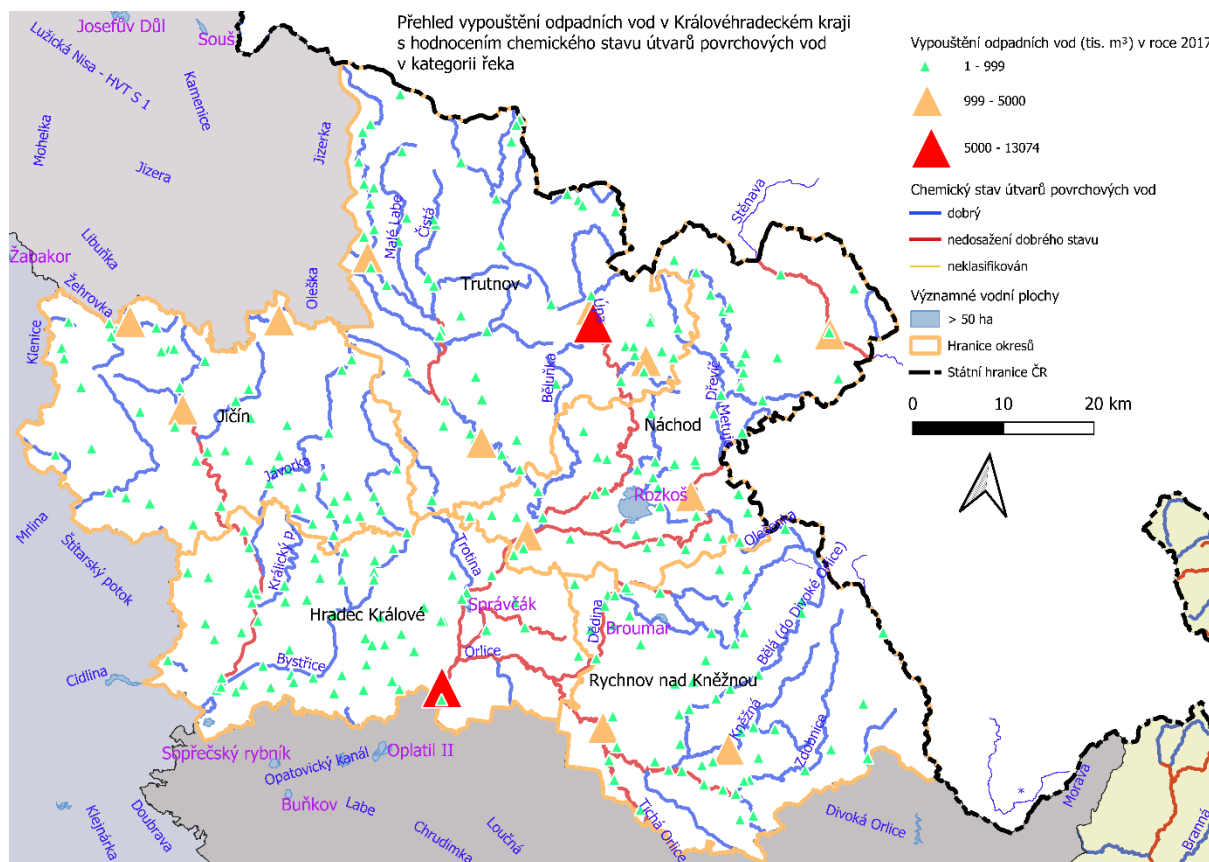 Přehled vypouštění odpadních vod v Královéhradeckém kraji
s hodnocením chemického stavu útvarů povrchových vod
v kategorii řeka
Vypouštění odpadních vod (tis. m³) v roce 2017
1 - 999
999 - 5000
5000 - 13074
Chemický stav útvarů povrchových vod
dobrý
nedosažení dobrého stavu
neklasifikován
Významné vodní plochy
> 50 ha
Hranice okresů
Státní hranice ČR
0 10 20 km
Josefův Důl
Souš
Lužická Nisa - HVT S 1
Kamenice
Mohelka
Jizera
Jizerka
Malé Labe
Čistá
Stěnava
Žabakor
Libuňka
Žehrovka
Oleška
Trutnov
Úpa
Klenice
Běluňka
Dřevíč
Metuje
Jičín
Náchod
Javorka
Rozkoš
Mrlina
Štítarský potok
Králický p.
Trotina
Olešenka
Hradec Králové
Správčák
Dědina
Broumar
Bělá (do Divoké Orlice)
Orlice
Bystřice
Cidlina
Rychnov nad Kněžnou
Kněžná
Zdobnice
Sopřečský rybník
Opatovický kanál
Oplatil II
Buňkov
Labe
Klejnárka
Doubrava
Chrudimka
Loučná
Tichá Orlice
Divoká Orlice
Morava
*
Branná